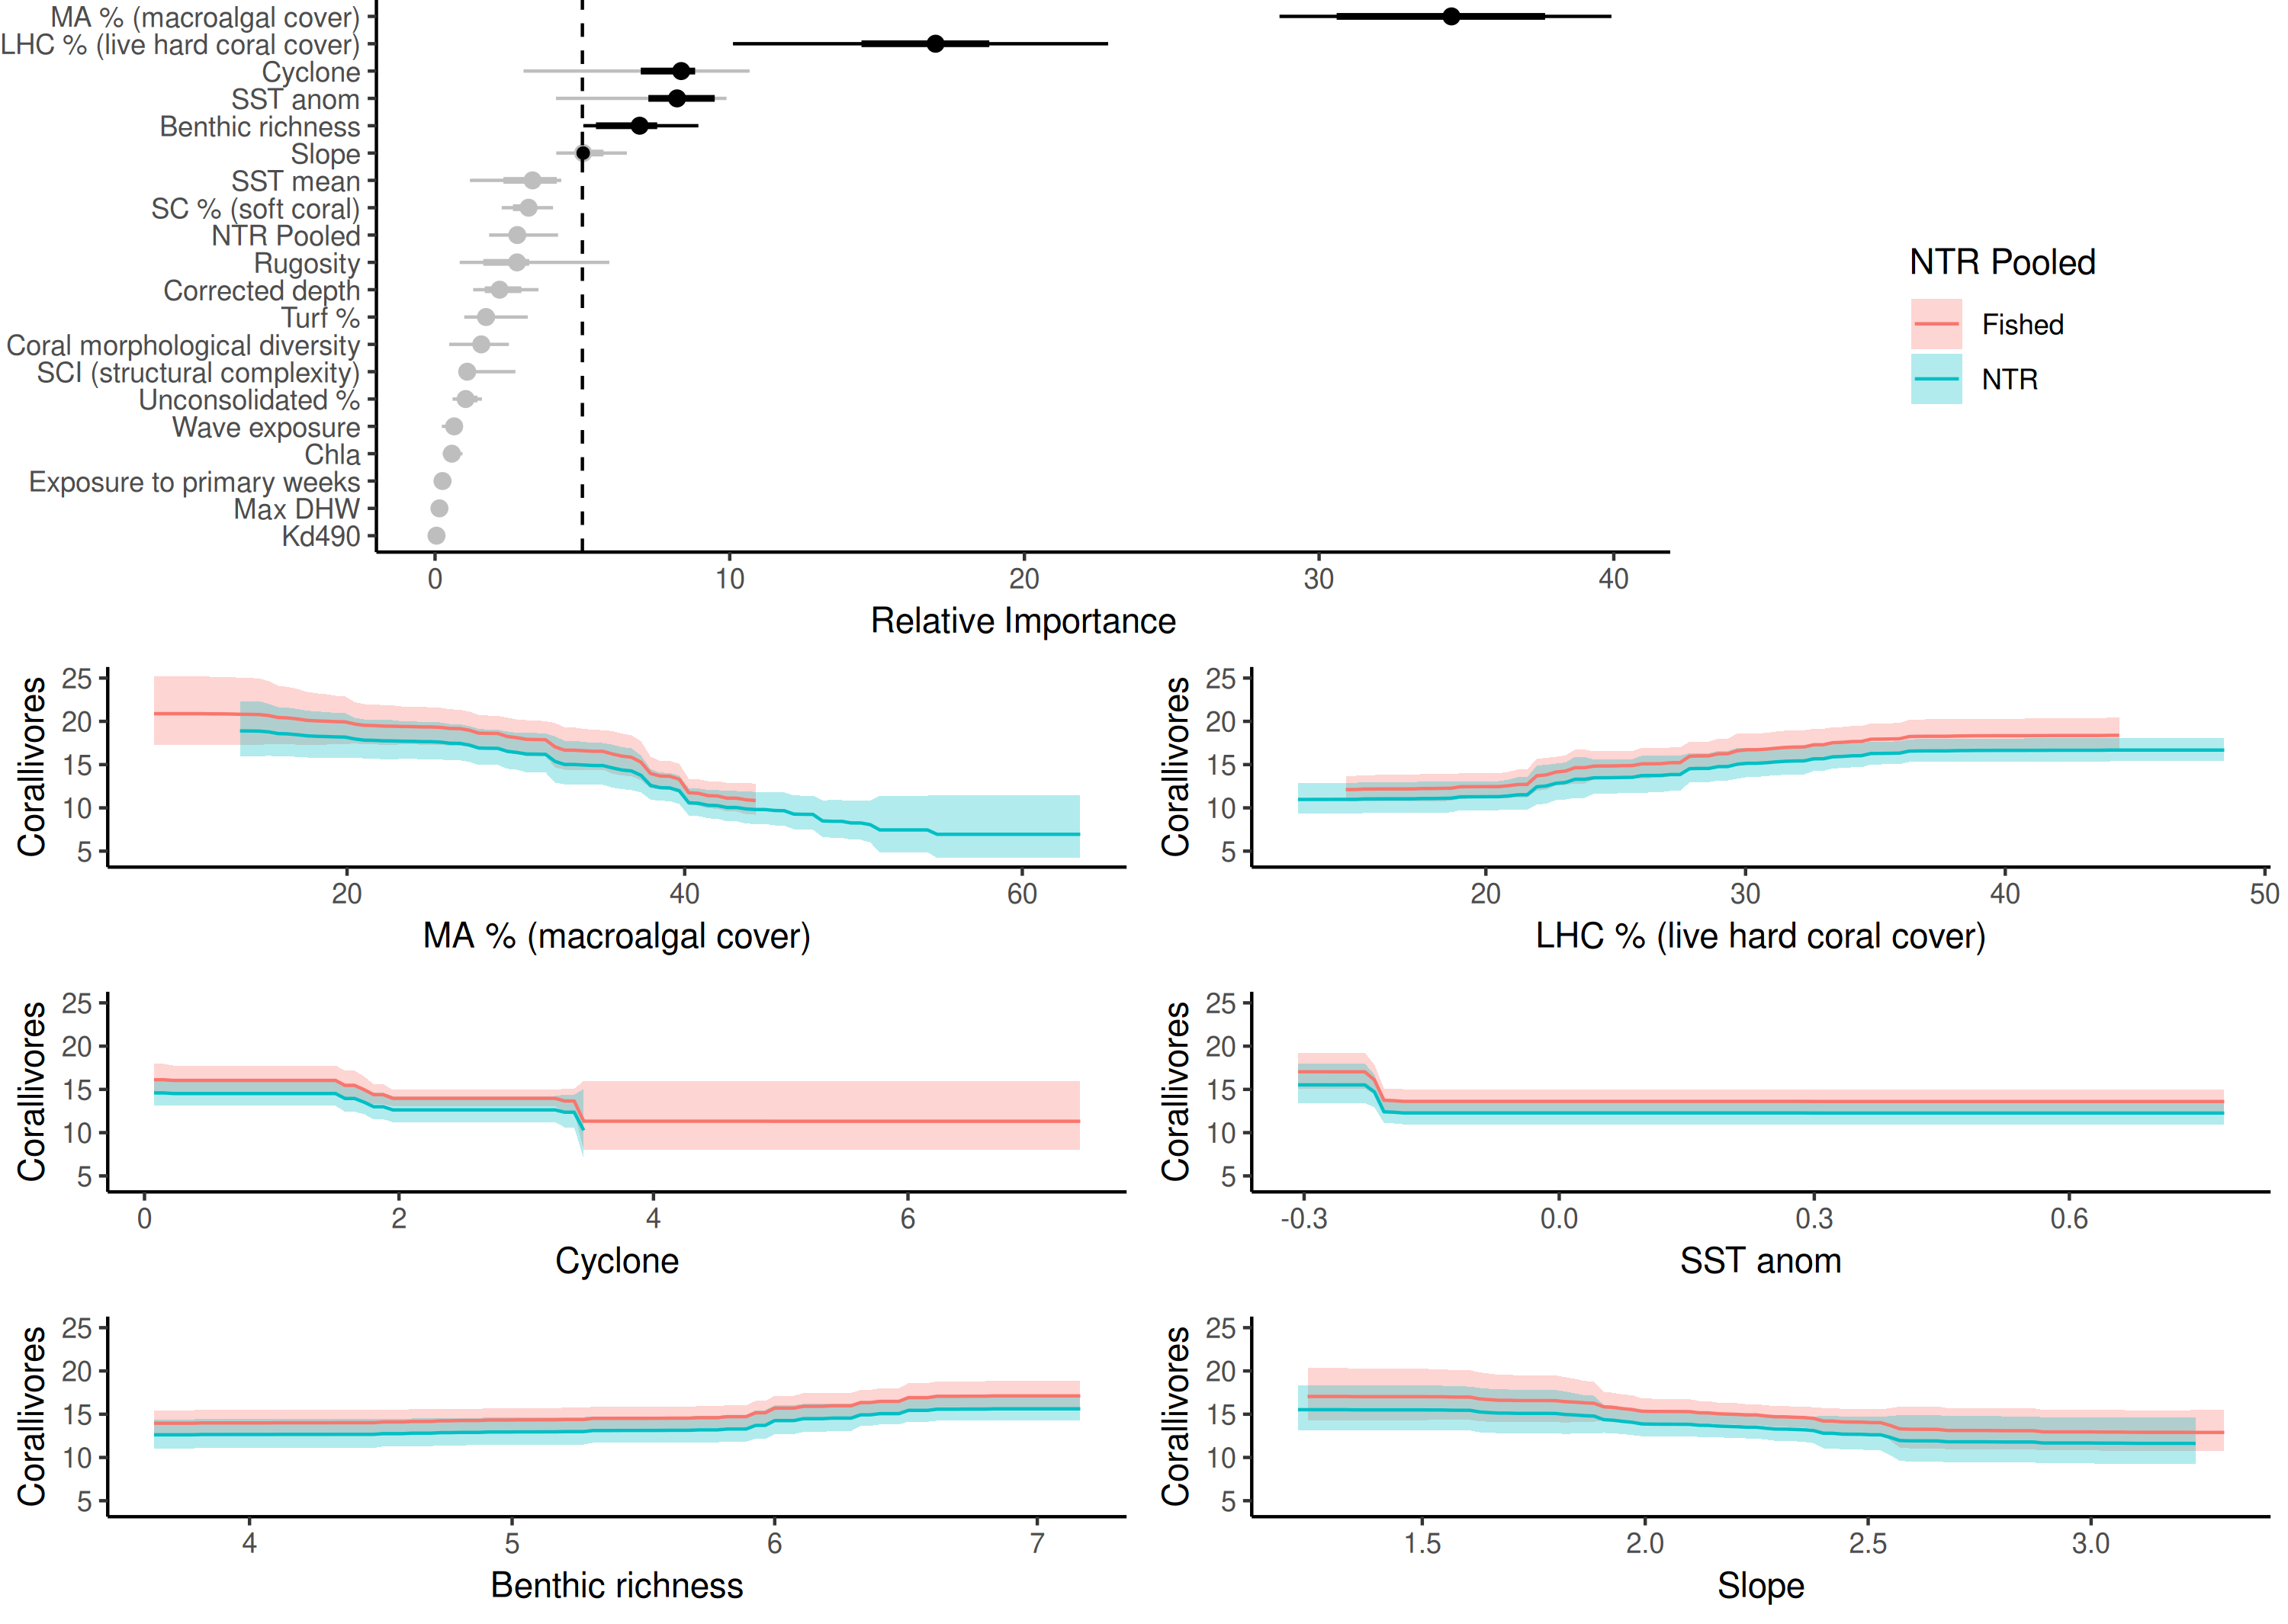 MA % (macroalgal cover)
LHC % (live hard coral cover)
Cyclone
SST anom
Benthic richness
Slope
SST mean
SC % (soft coral)
NTR Pooled
Rugosity
Corrected depth
Turf %
Coral morphological diversity
SCI (structural complexity)
Unconsolidated %
Wave exposure
Chla
Exposure to primary weeks
Max DHW
Kd490
0 10 20 30 40
Relative Importance
NTR Pooled
Fished
NTR
Corallivores
25
20
15
10
5
20 40 60
MA % (macroalgal cover)
Corallivores
25
20
15
10
5
20 30 40 50
LHC % (live hard coral cover)
Corallivores
25
20
15
10
5
0 2 4 6
Cyclone
Corallivores
25
20
15
10
5
-0.3 0.0 0.3 0.6
SST anom
Corallivores
25
20
15
10
5
4 5 6 7
Benthic richness
Corallivores
25
20
15
10
5
1.5 2.0 2.5 3.0
Slope